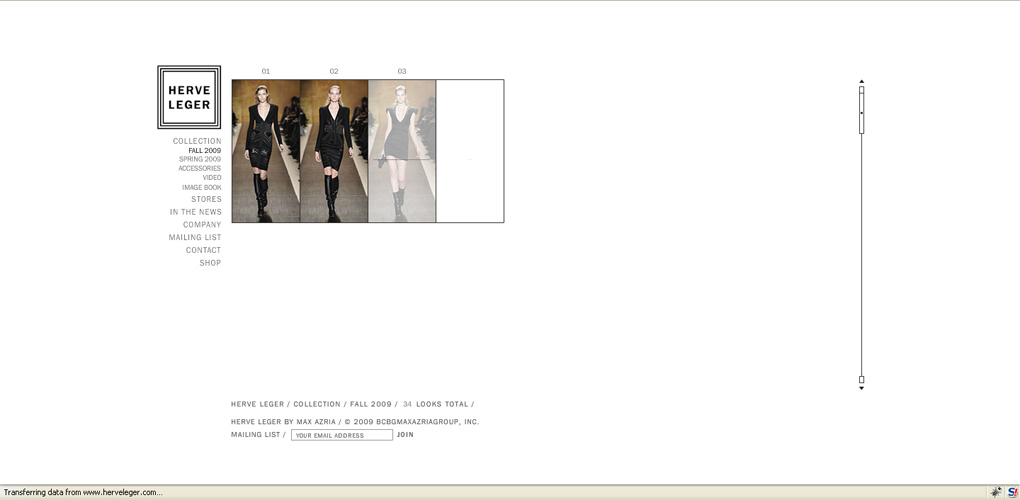 01 02 03
HERVE
LEGER
COLLECTION
FALL 2009
SPRING 2009
ACCESSORIES
VIDEO
IMAGE BOOK
STORES
IN THE NEWS
COMPANY
MAILING LIST
CONTACT
SHOP
HERVE LEGER / COLLECTION / FALL 2009 / 34 LOOKS TOTAL /
HERVE LEGER BY MAX AZRIA / © 2009 BCBGMAXAZRIAGROUP, INC.
MAILING LIST / YOUR EMAIL ADDRESS JOIN
Transferring data from www.herveleger.com...